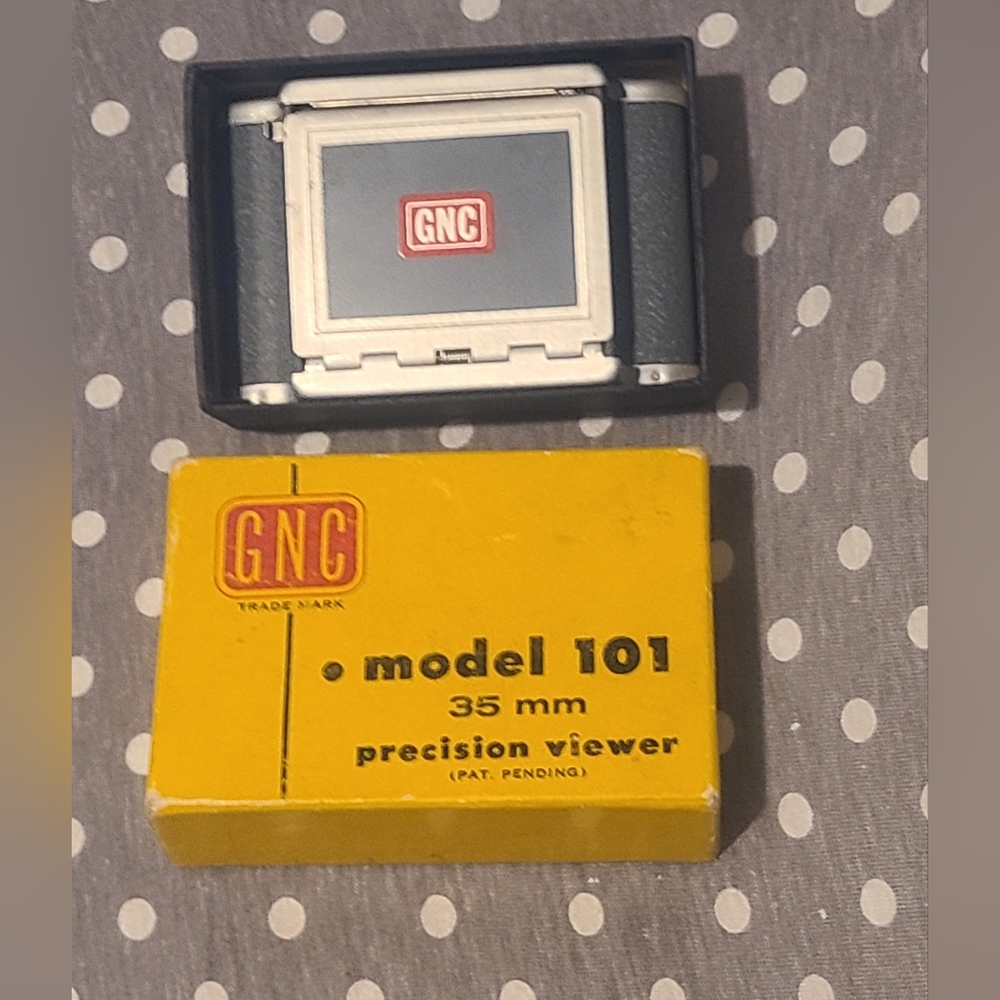 GNC
GNC
TRADE MARK
• model 101
35 mm
precision viewer
(PAT. PENDING)